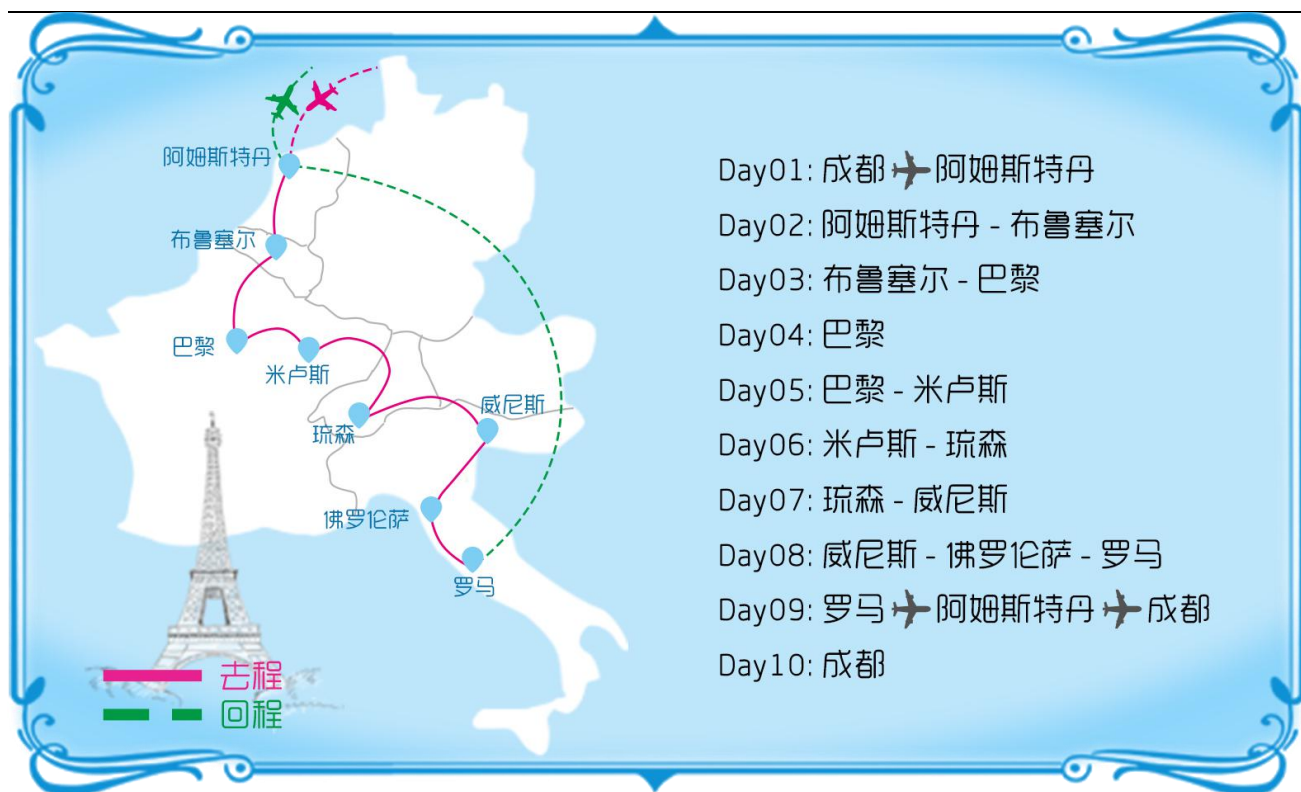 阿姆斯特丹
布鲁塞尔
巴黎
米卢斯
琉森
威尼斯
佛罗伦萨
罗马
去程
回程
Day01: 成都 阿姆斯特丹
Day02: 阿姆斯特丹 - 布鲁塞尔
Day03: 布鲁塞尔 - 巴黎
Day04: 巴黎
Day05: 巴黎 - 米卢斯
Day06: 米卢斯 - 琉森
Day07: 琉森 - 威尼斯
Day08: 威尼斯 - 佛罗伦萨 - 罗马
Day09: 罗马 阿姆斯特丹 成都
Day10: 成都